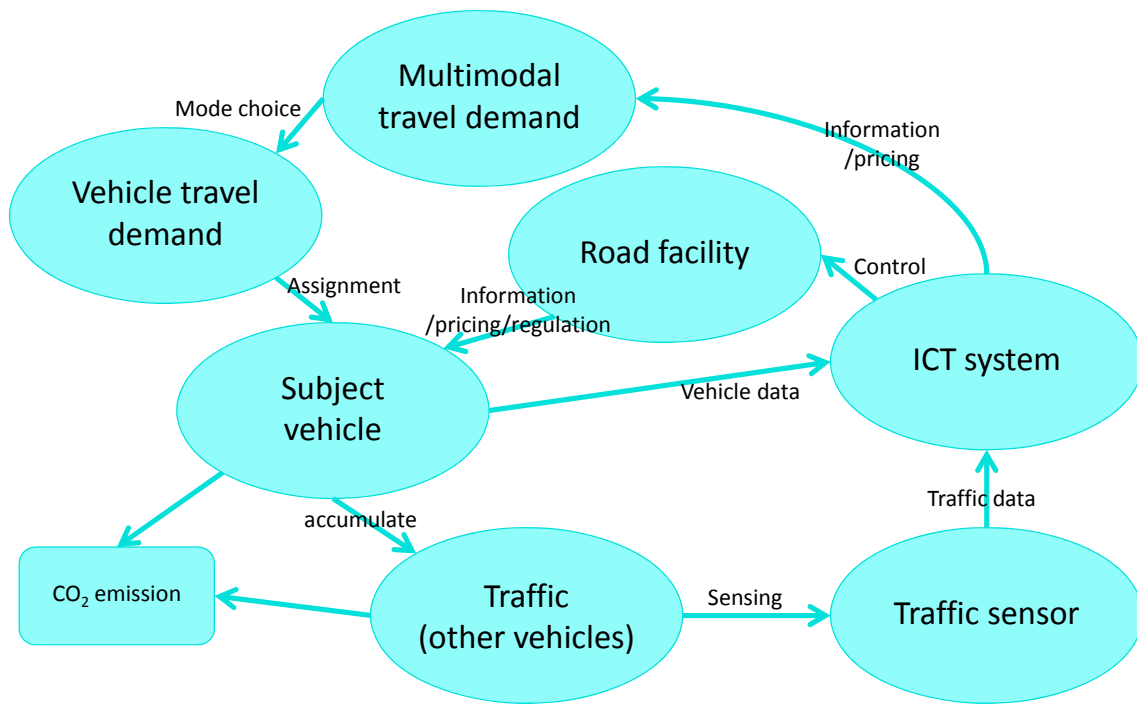 Multimodal
travel demand
Mode choice
Information
/pricing
Vehicle travel
demand
Road facility
Control
Assignment
Information
/pricing/regulation
ICT system
Subject
vehicle
Vehicle data
Traffic data
accumulate
CO₂ emission
Traffic
(other vehicles)
Sensing
Traffic sensor